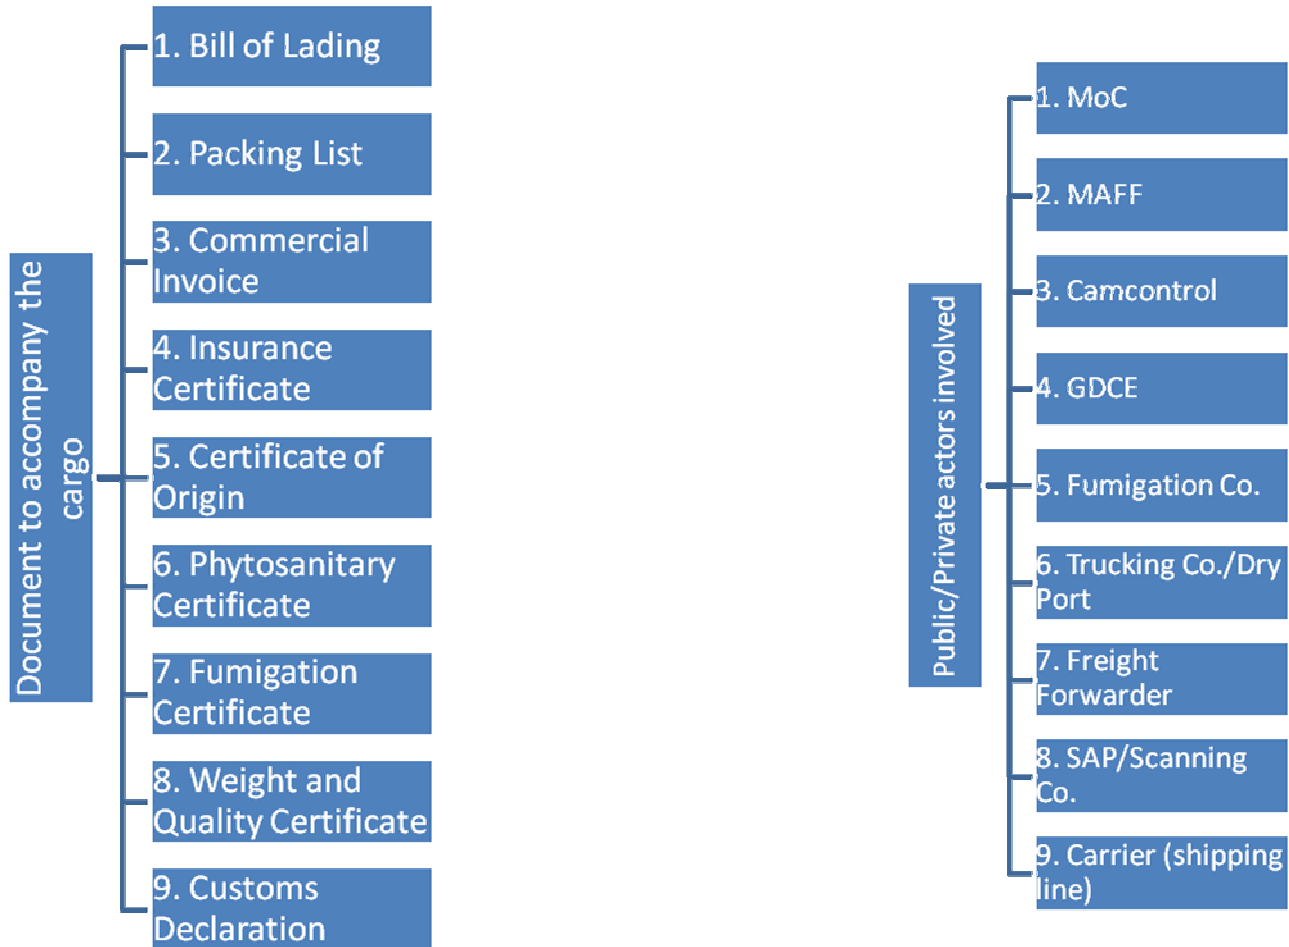 Document to accompany the
cargo
1. Bill of Lading
2. Packing List
3. Commercial
Invoice
4. Insurance
Certificate
5. Certificate of
Origin
6. Phytosanitary
Certificate
7. Fumigation
Certificate
8. Weight and
Quality Certificate
9. Customs
Declaration
Public/Private actors involved
1. MoC
2. MAFF
3. Camcontrol
4. GDCE
5. Fumigation Co.
6. Trucking Co./Dry
Port
7. Freight
Forwarder
8. SAP/Scanning
Co.
9. Carrier (shipping
line)